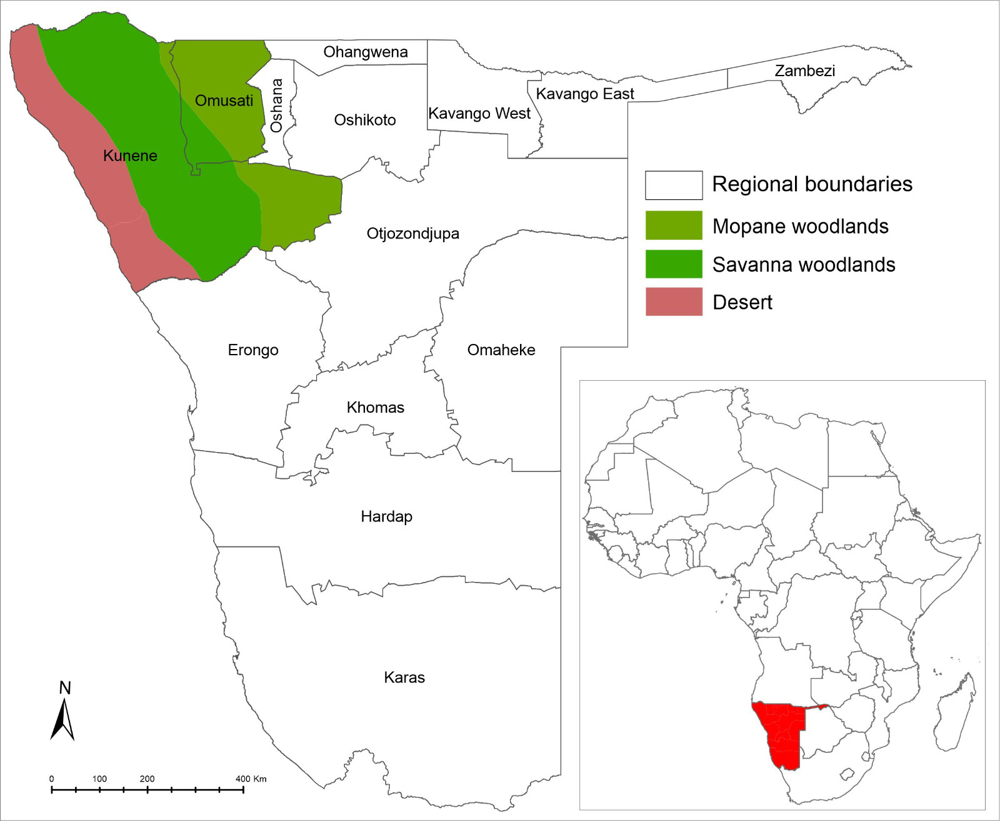 Ohangwena
Zambezi
Kavango East
Omusati
Oshana
Oshikoto
Kavango West
Kunene
Regional boundaries
Mopane woodlands
Savanna woodlands
Desert
Otjozondjupa
Erongo
Omaheke
Khomas
Hardap
Karas
N
0 100 200 400 Km